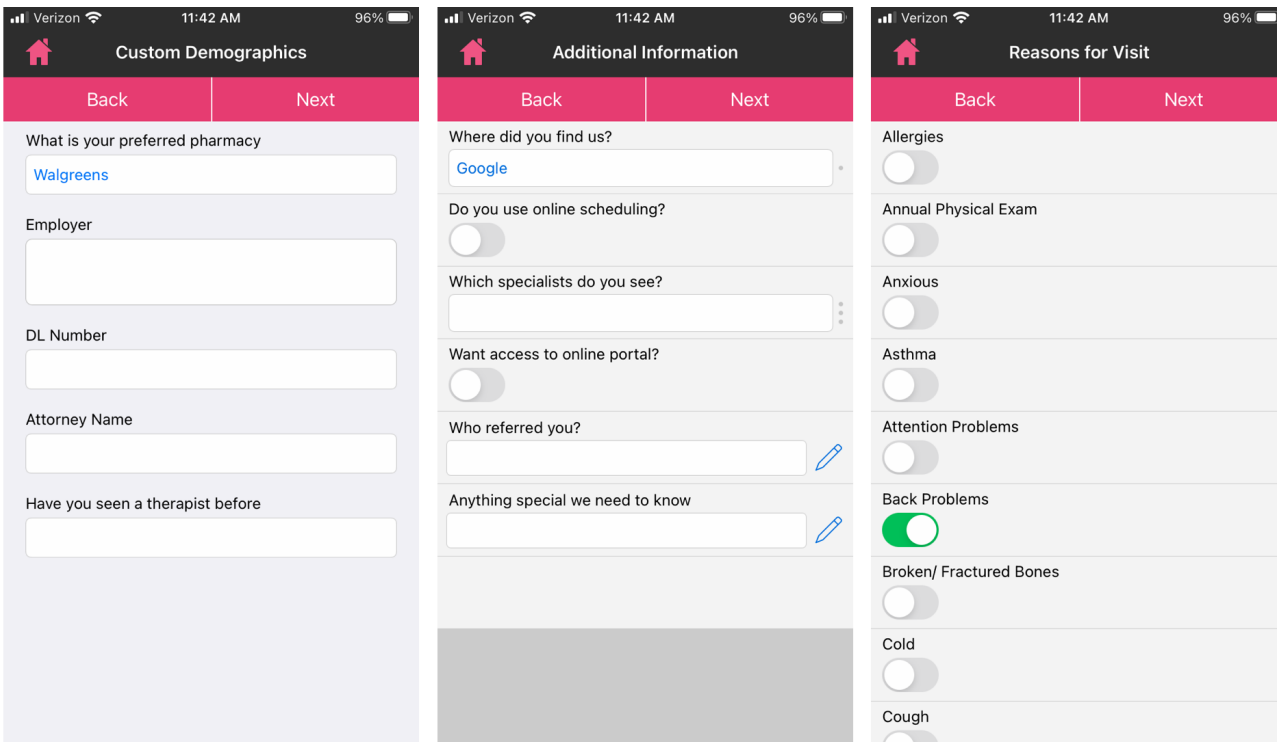 Verizon 11:42 AM 96%
Custom Demographics
Back Next
What is your preferred pharmacy
Walgreens
Employer
DL Number
Attorney Name
Have you seen a therapist before
Verizon 11:42 AM 96%
Additional Information
Back Next
Where did you find us?
Google
Do you use online scheduling?
Which specialists do you see?
Want access to online portal?
Who referred you?
Anything special we need to know
Verizon 11:42 AM 96%
Reasons for Visit
Back Next
Allergies
Annual Physical Exam
Anxious
Asthma
Attention Problems
Back Problems
Broken/ Fractured Bones
Cold
Cough